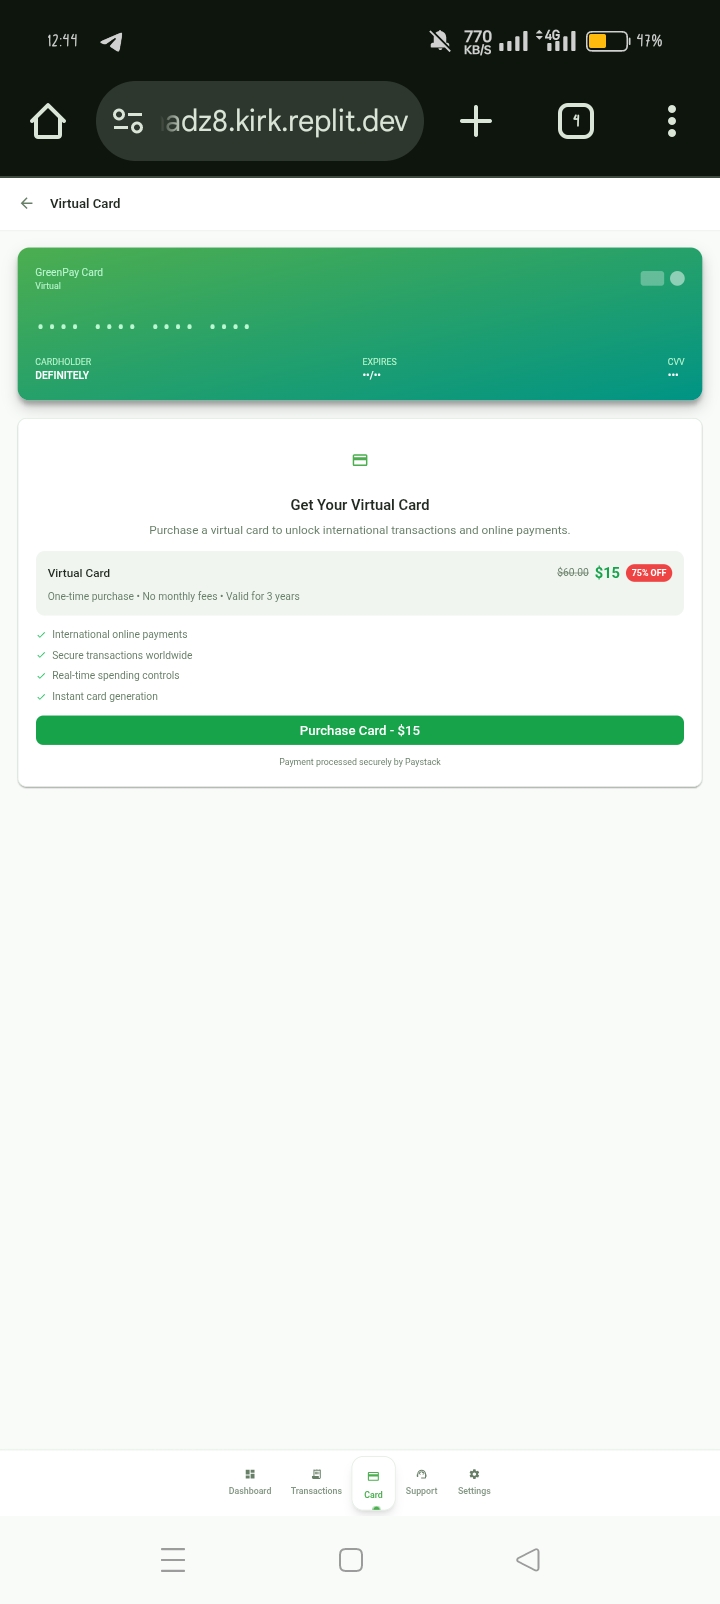 12:44
770
KB/S
4G
47%
adz8.kirk.replit.dev
4
Virtual Card
GreenPay Card
Virtual
•••• •••• •••• ••••
CARDHOLDER
EXPIRES
CVV
DEFINITELY
••/••
•••
Get Your Virtual Card
Purchase a virtual card to unlock international transactions and online payments.
Virtual Card
$60.00 $15 75% OFF
One-time purchase • No monthly fees • Valid for 3 years
International online payments
Secure transactions worldwide
Real-time spending controls
Instant card generation
Purchase Card - $15
Payment processed securely by Paystack
Dashboard
Transactions
Card
Support
Settings